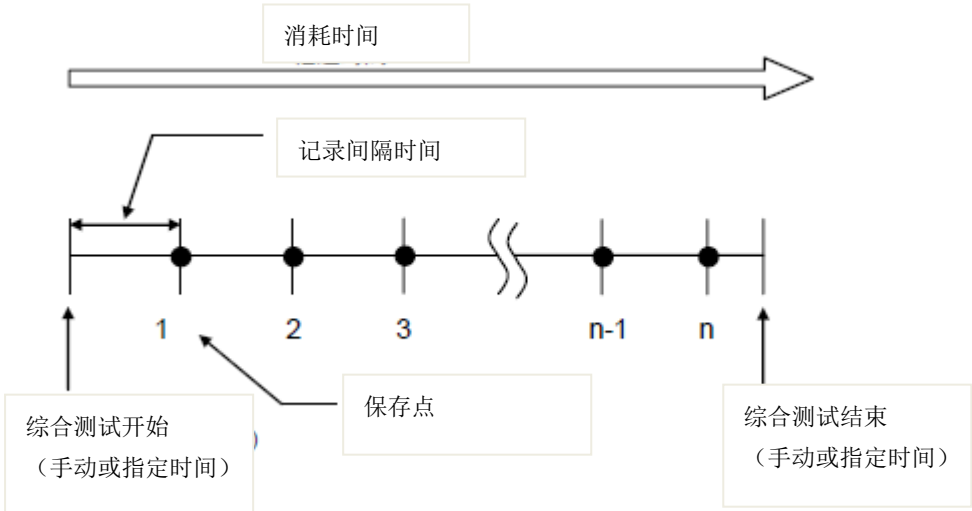 消耗时间
记录间隔时间
1
2
3
n-1
n
保存点
综合测试开始
（手动或指定时间）
)
综合测试结束
（手动或指定时间）